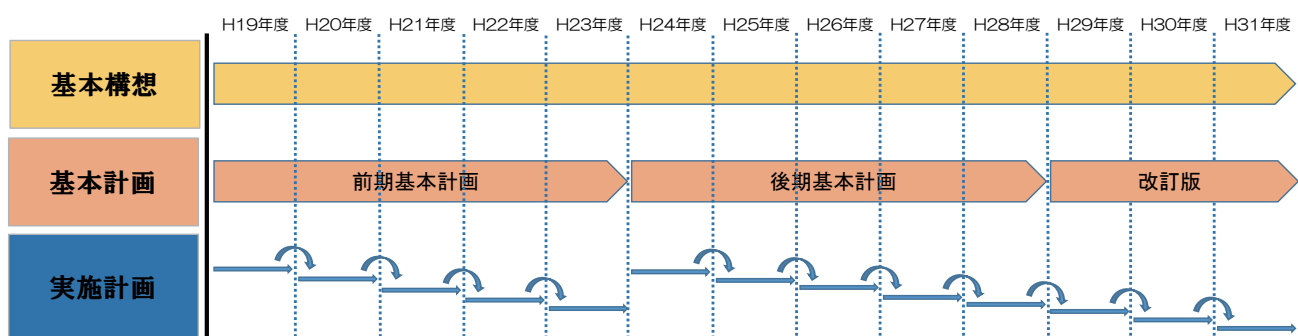 H19年度 H20年度 H21年度 H22年度 H23年度 H24年度 H25年度 H26年度 H27年度 H28年度 H29年度 H30年度 H31年度
基本構想
基本計画 前期基本計画 後期基本計画 改訂版
実施計画